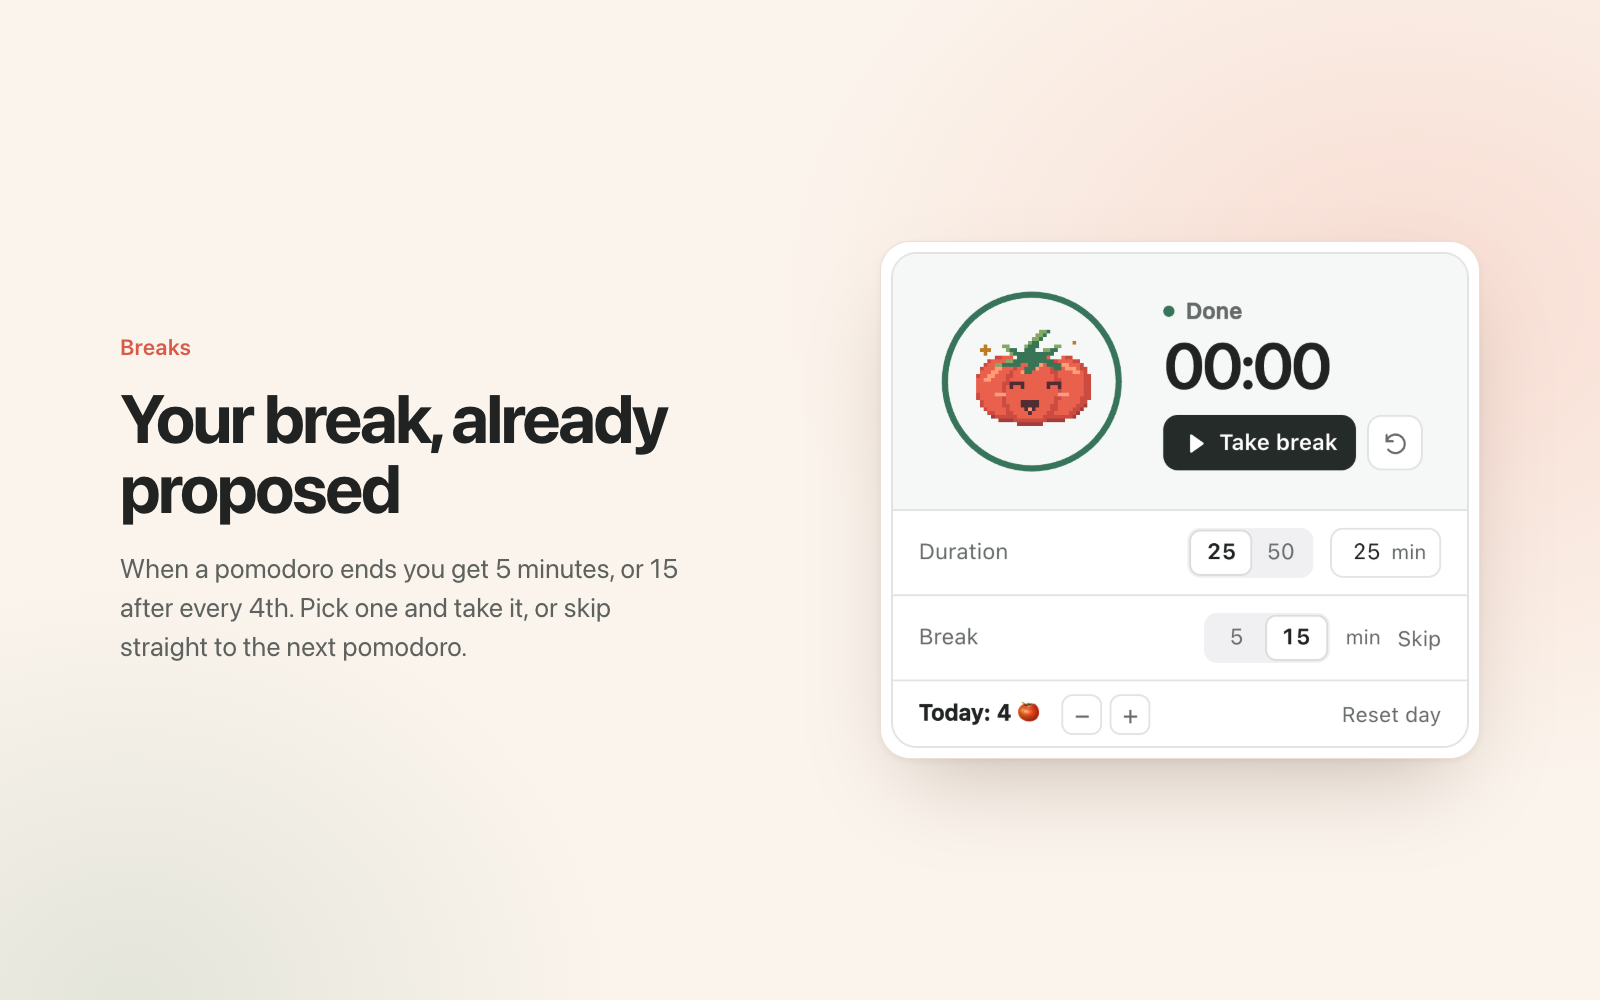 Breaks
Your break, already
proposed
When a pomodoro ends you get 5 minutes, or 15
after every 4th. Pick one and take it, or skip
straight to the next pomodoro.
Done
00:00
Take break
Duration 25 50 25 min
Break 5 15 min Skip
Today: 4 🍅 − + Reset day